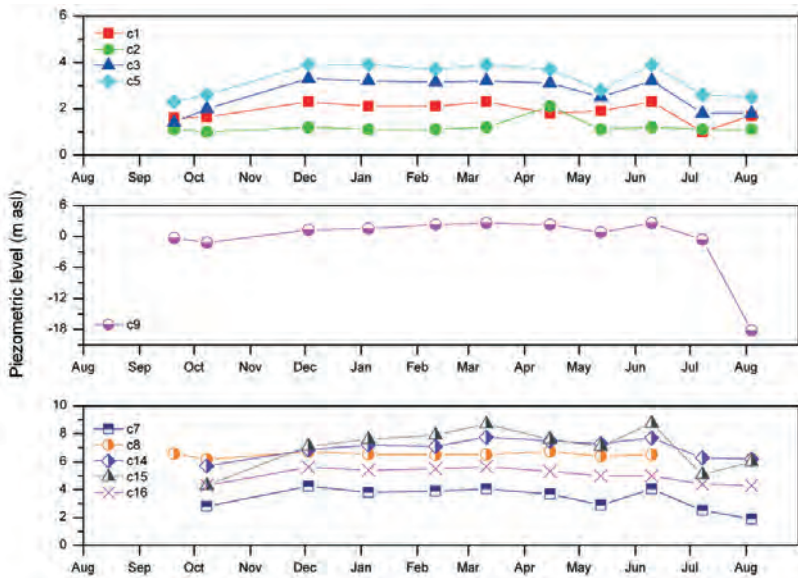 6
c1
c2
c3
c5
4
2
0
Aug Sep Oct Nov Dec Jan Feb Mar Apr May Jun Jul Aug
Piezometric level (m asl)
6
0
-6
-12
-18
c9
Aug Sep Oct Nov Dec Jan Feb Mar Apr May Jun Jul Aug
10
8
6
4
2
0
c7
c8
c14
c15
c16
Aug Sep Oct Nov Dec Jan Feb Mar Apr May Jun Jul Aug